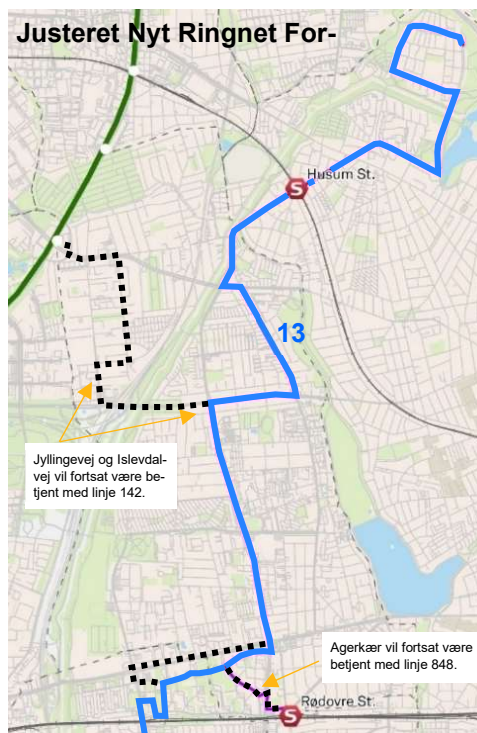 Justeret Nyt Ringnet For-
S
Husum St.
13
Jyllingevej og Islevdal-
vej vil fortsat være be-
tjent med linje 142.
Agerkær vil fortsat være
betjent med linje 848.
S
Rødovre St.